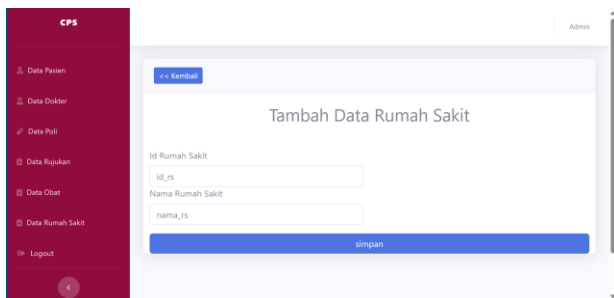 CPS
Admin
Data Pasien
Data Dokter
Data Poli
Data Rujukan
Data Obat
Data Rumah Sakit
Logout
<< Kembali
Tambah Data Rumah Sakit
Id Rumah Sakit
id_rs
Nama Rumah Sakit
nama_rs
simpan